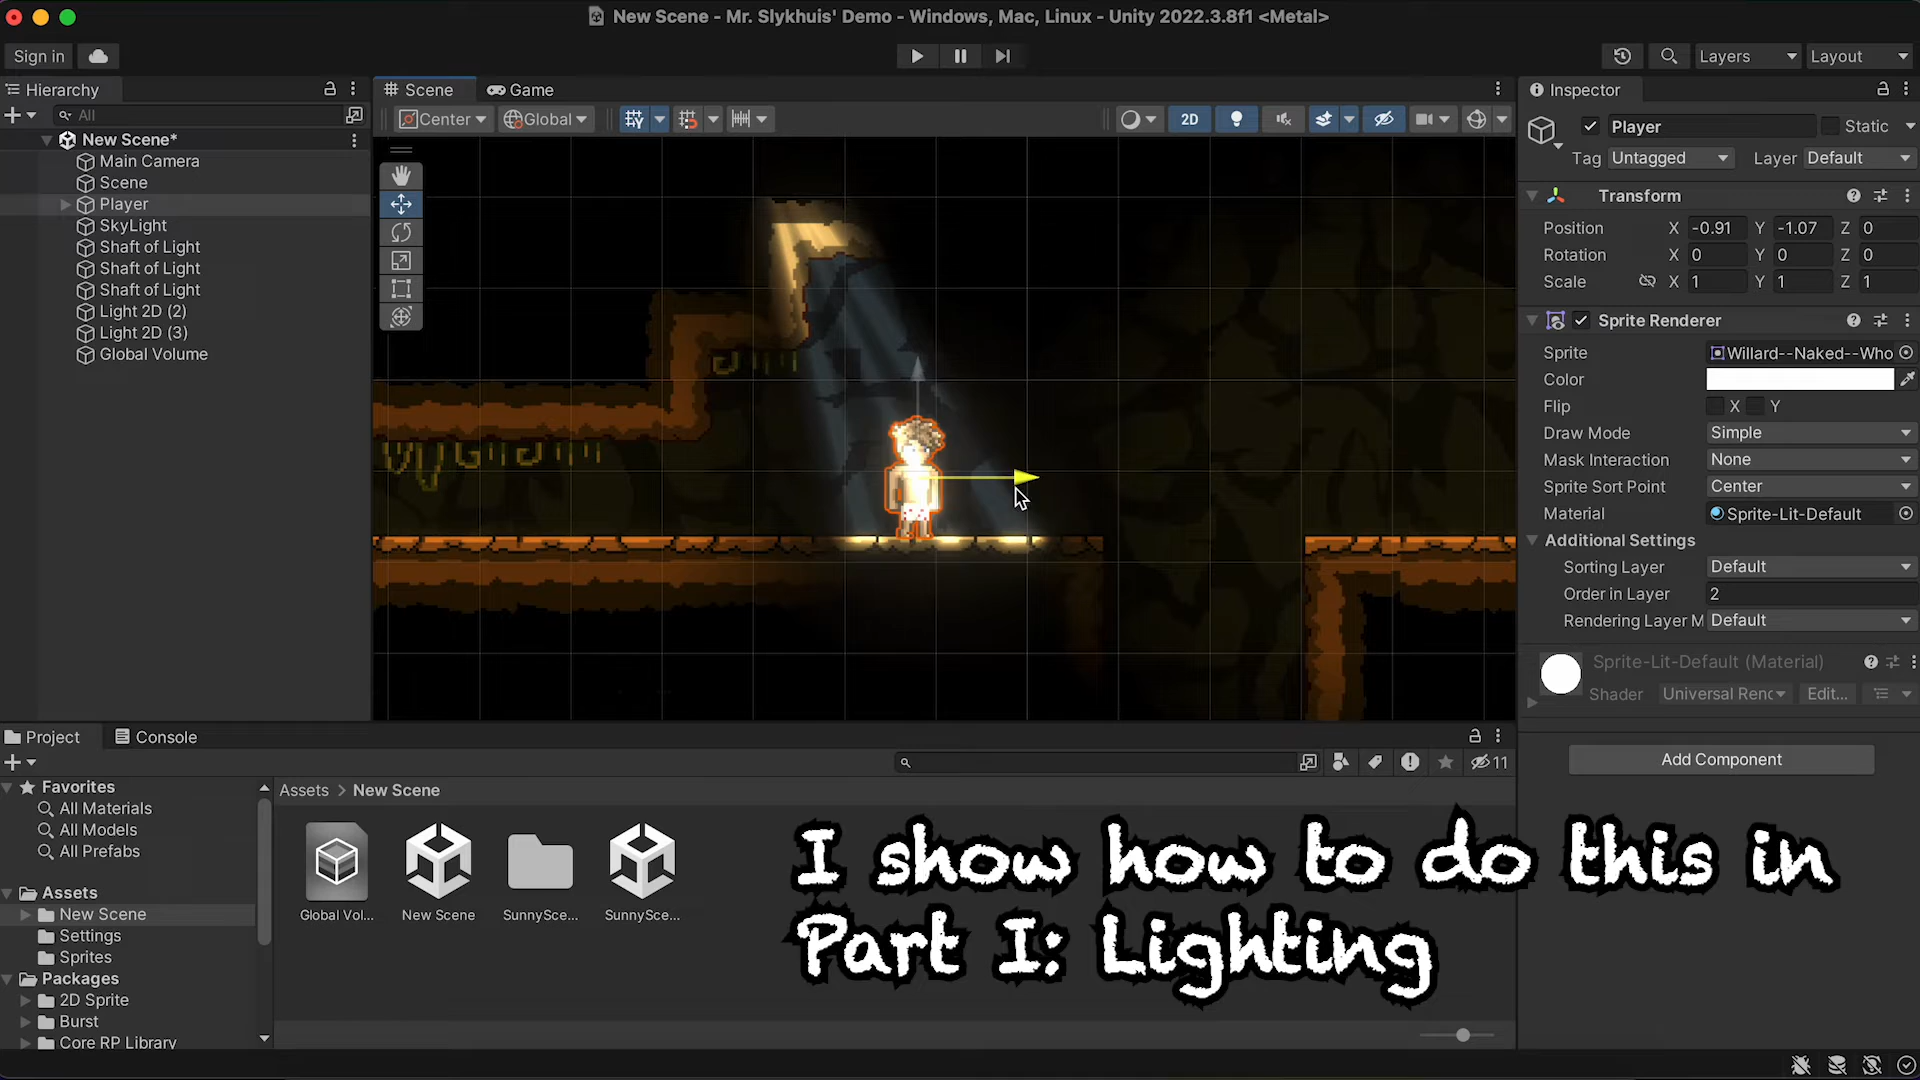 New Scene - Mr. Slykhuis' Demo - Windows, Mac, Linux - Unity 2022.3.8f1 <Metal>
Sign in
Layers
Layout
Hierarchy
All
New Scene*
Main Camera
Scene
Player
SkyLight
Shaft of Light
Shaft of Light
Shaft of Light
Light 2D (2)
Light 2D (3)
Global Volume
Scene
Game
Center
Global
2D
Inspector
Player
Static
Tag Untagged Layer Default
Transform
Position X -0.91 Y -1.07 Z 0
Rotation X 0 Y 0 Z 0
Scale X 1 Y 1 Z 1
Sprite Renderer
Sprite Willard--Naked--Who
Color
Flip X Y
Draw Mode Simple
Mask Interaction None
Sprite Sort Point Center
Material Sprite-Lit-Default
Additional Settings
Sorting Layer Default
Order in Layer 2
Rendering Layer M Default
Sprite-Lit-Default (Material)
Shader Universal Renc Edit...
Add Component
Project
Console
11
Favorites
All Materials
All Models
All Prefabs
Assets
New Scene
Settings
Sprites
Packages
2D Sprite
Burst
Core RP Library
Assets > New Scene
Global Vol...
New Scene
SunnySce...
SunnySce...
I show how to do this in
Part I: Lighting